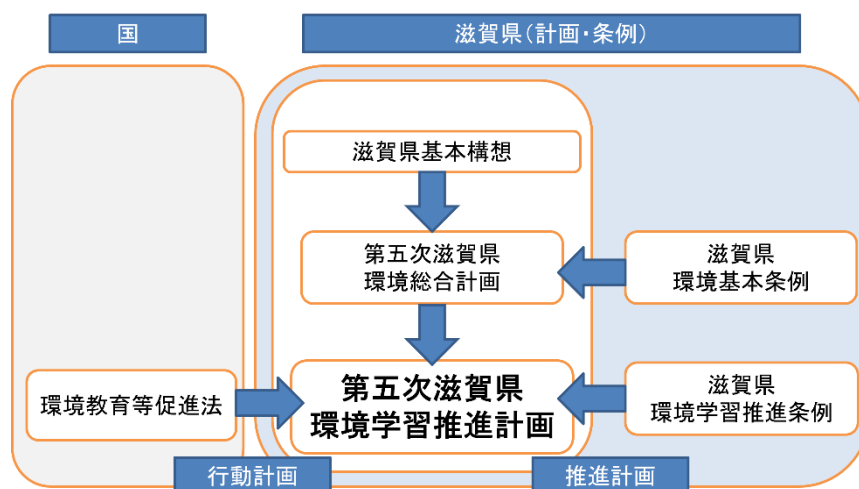 国
滋賀県(計画・条例)
滋賀県基本構想
第五次滋賀県
環境総合計画
滋賀県
環境基本条例
環境教育等促進法
第五次滋賀県
環境学習推進計画
滋賀県
環境学習推進条例
行動計画
推進計画